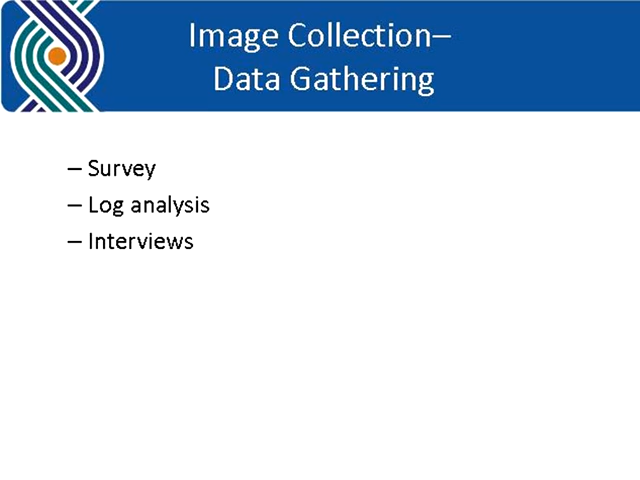 Image Collection–
Data Gathering
– Survey
– Log analysis
– Interviews